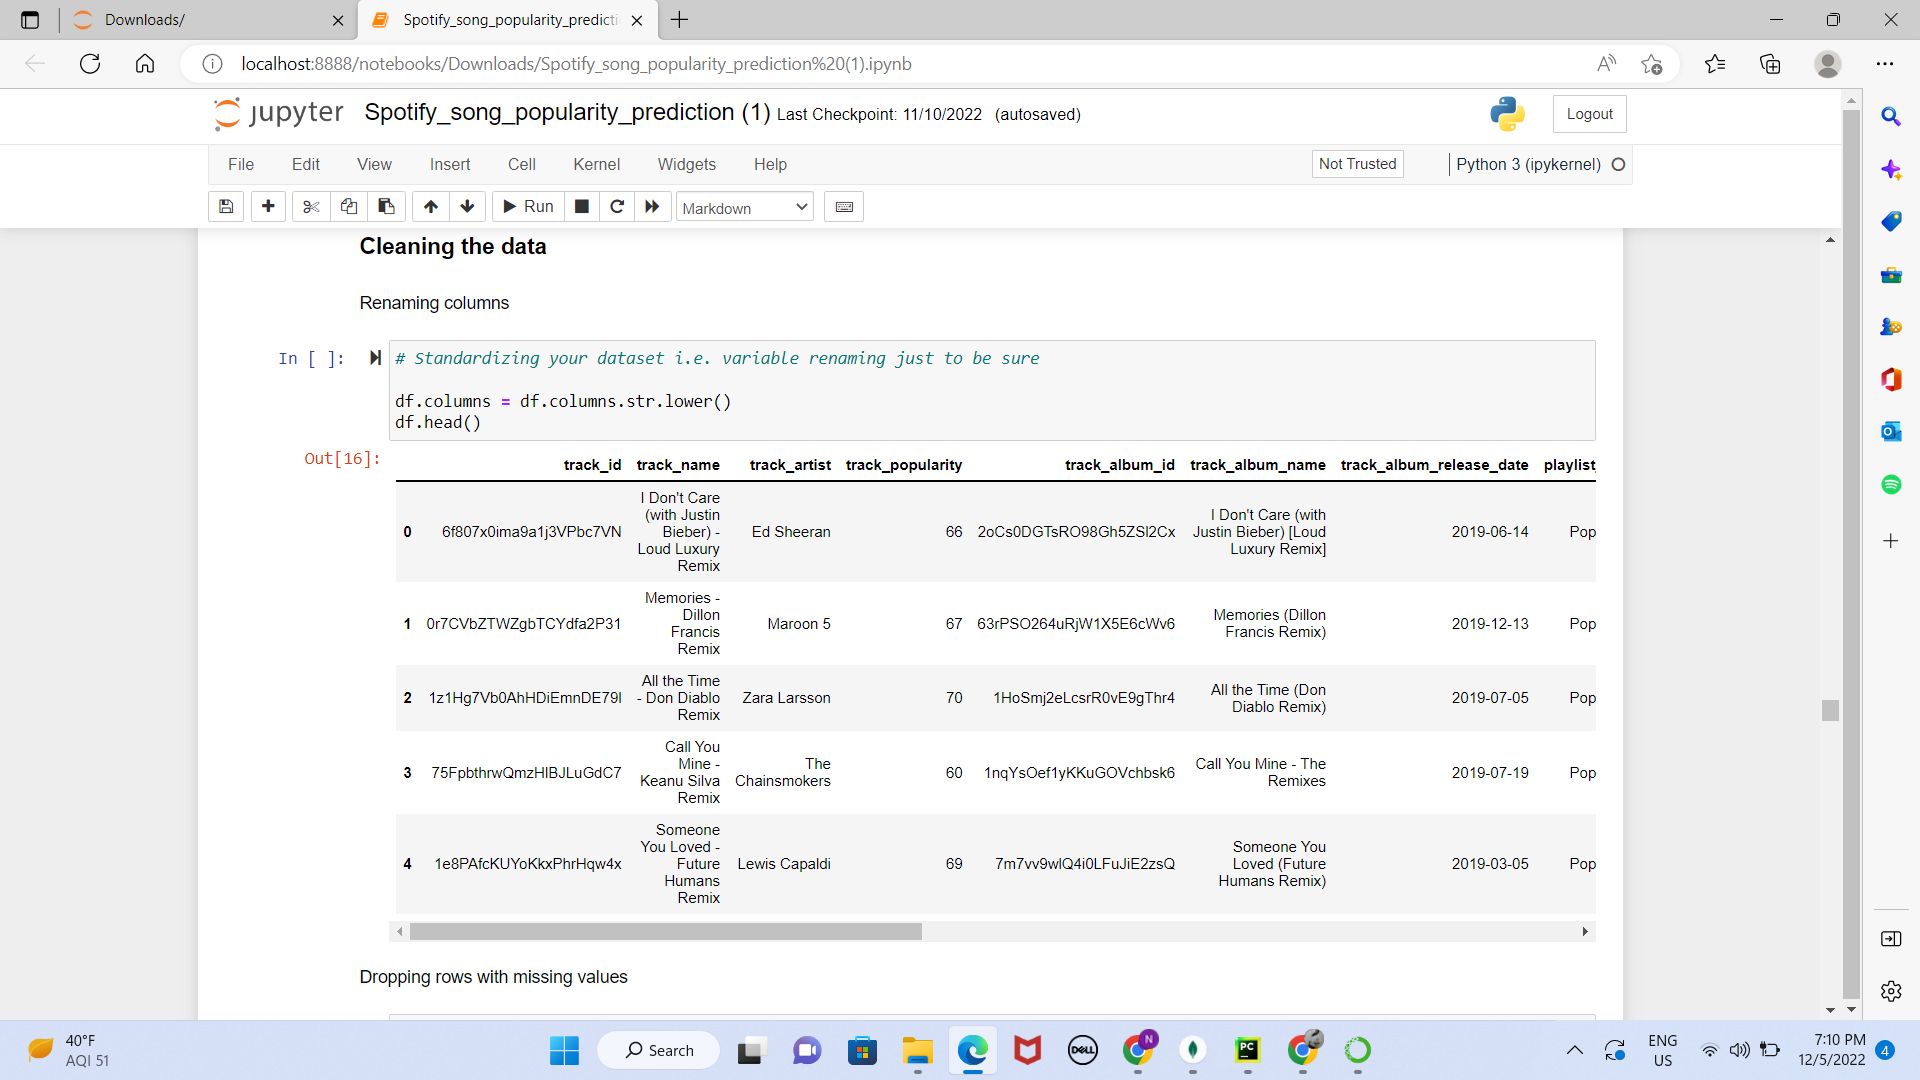 Downloads/
Spotify_song_popularity_predicti
localhost:8888/notebooks/Downloads/Spotify_song_popularity_prediction%20(1).ipynb
jupyter Spotify_song_popularity_prediction (1) Last Checkpoint: 11/10/2022 (autosaved)
Logout
File Edit View Insert Cell Kernel Widgets Help
Not Trusted Python 3 (ipykernel)
Run Markdown
Cleaning the data
Renaming columns
In [ ]:
# Standardizing your dataset i.e. variable renaming just to be sure
df.columns = df.columns.str.lower()
df.head()
Out[16]:
track_id track_name track_artist track_popularity track_album_id track_album_name track_album_release_date playlist
0 6f807x0ima9a1j3VPbc7VN
I Don't Care
(with Justin
Bieber) -
Loud Luxury
Remix
Ed Sheeran
66 2oCs0DGTsRO98Gh5ZSl2Cx
I Don't Care (with
Justin Bieber) [Loud
Luxury Remix]
2019-06-14 Pop
1 0r7CVbZTWZgbTCYdfa2P31
Memories -
Dillon
Francis
Remix
Maroon 5
67 63rPSO264uRjW1X5E6cWv6
Memories (Dillon
Francis Remix)
2019-12-13 Pop
2 1z1Hg7Vb0AhHDiEmnDE79l
All the Time
- Don Diablo
Remix
Zara Larsson
70 1HoSmj2eLcsrR0vE9gThr4
All the Time (Don
Diablo Remix)
2019-07-05 Pop
3 75FpbthrwQmzHlBJLuGdC7
Call You
Mine -
Keanu Silva
Remix
The
Chainsmokers
60 1nqYsOef1yKKuGOVchbsk6
Call You Mine - The
Remixes
2019-07-19 Pop
4 1e8PAfcKUYoKkxPhrHqw4x
Someone
You Loved -
Future
Humans
Remix
Lewis Capaldi
69 7m7vv9wlQ4i0LFuJiE2zsQ
Someone You
Loved (Future
Humans Remix)
2019-03-05 Pop
Dropping rows with missing values
40°F
AQI 51
Search
DELL
N
PC
ENG
US
7:10 PM
12/5/2022
4